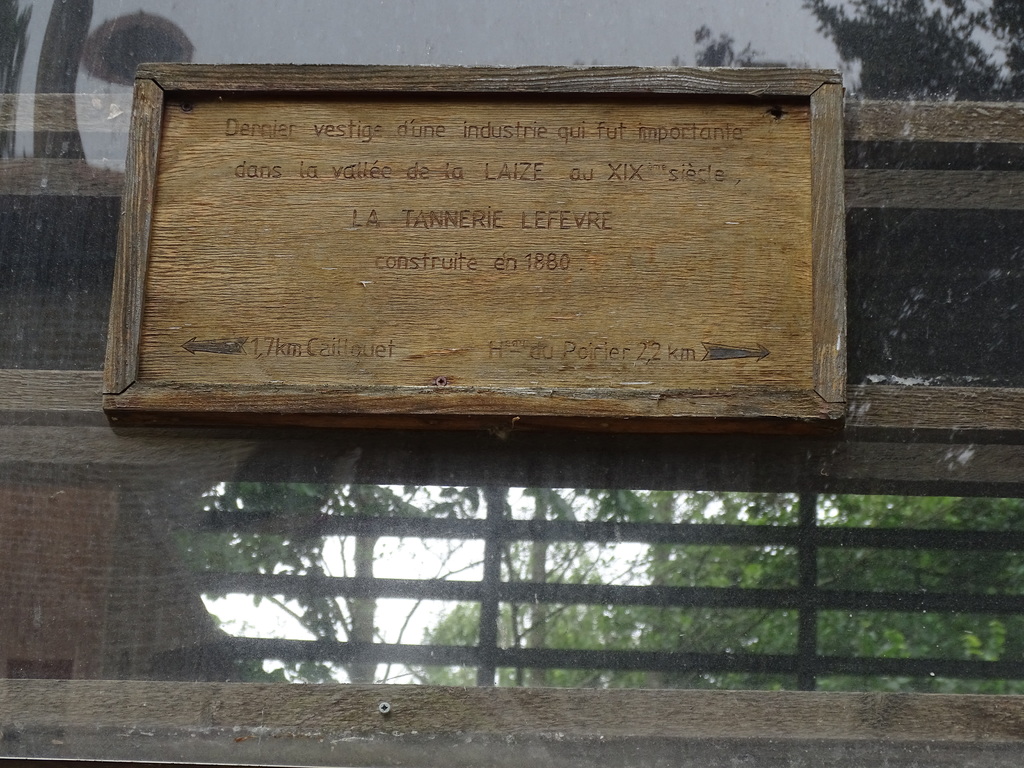 Dernier vestige d'une industrie qui fut importante
dans la vallée de la LAIZE au XIXème siècle,
LA TANNERIE LEFEVRE
construite en 1880.
1,7km Caillouet
du Poirier 2,2 km